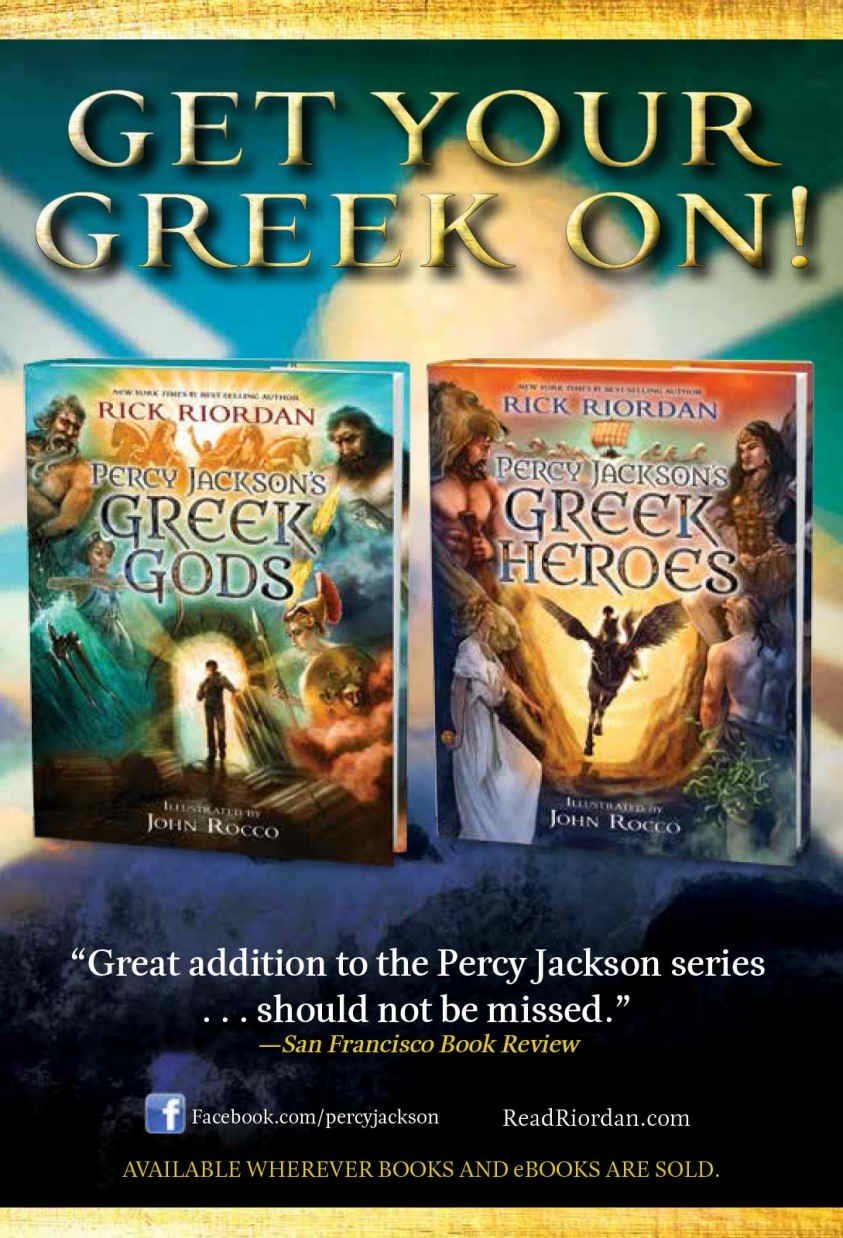 GET YOUR
GREEK ON!
NEW YORK TIMES #1 BEST-SELLING AUTHOR
RICK RIORDAN
PERCY JACKSON'S
GREEK
GODS
ILLUSTRATED BY
JOHN ROCCO
NEW YORK TIMES #1 BEST-SELLING AUTHOR
RICK RIORDAN
PERCY JACKSON'S
GREEK
HEROES
ILLUSTRATED BY
JOHN ROCCO
“Great addition to the Percy Jackson series
. . . should not be missed.”
—San Francisco Book Review
f Facebook.com/percyjackson ReadRiordan.com
AVAILABLE WHEREVER BOOKS AND eBOOKS ARE SOLD.